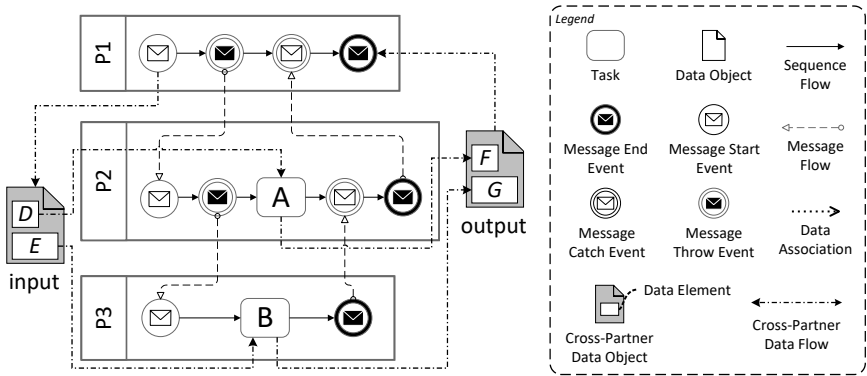 P1
P2
A
D
E
input
F
G
output
P3
B
Legend
Task
Data Object
Sequence
Flow
Message End
Event
Message Start
Event
Message
Flow
Message
Catch Event
Message
Throw Event
Data
Association
Data Element
Cross-Partner
Data Object
Cross-Partner
Data Flow